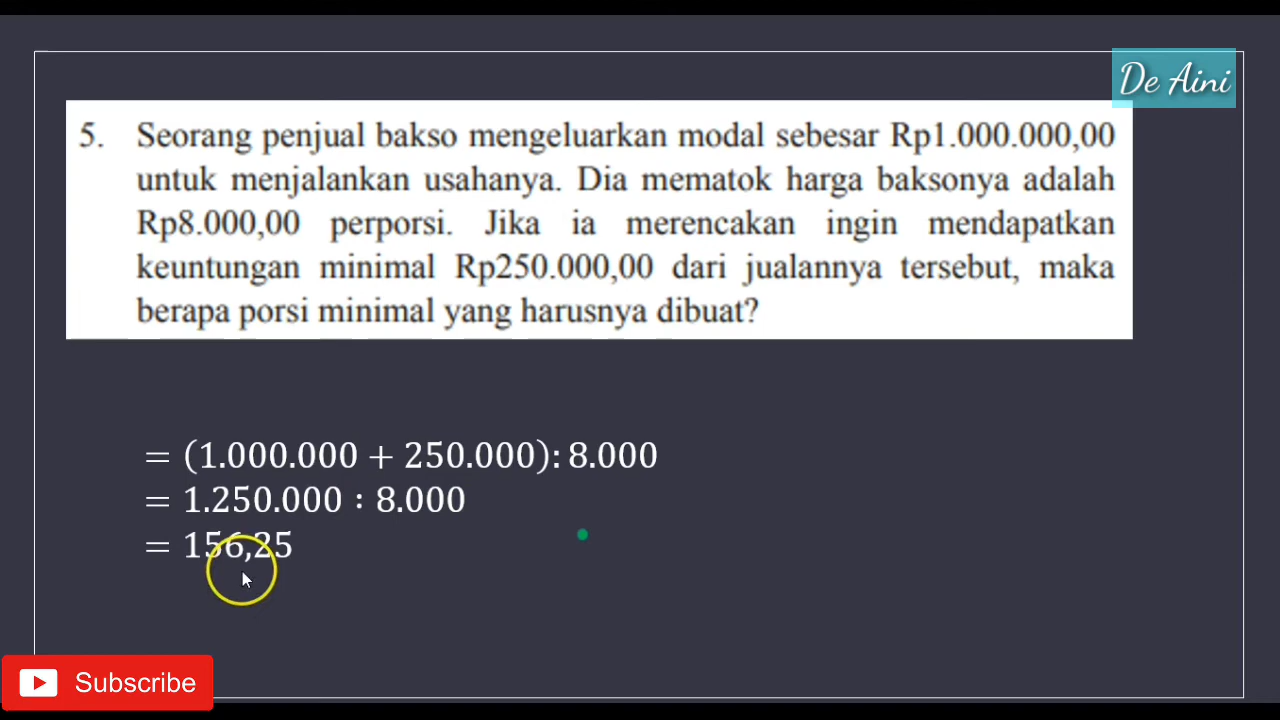 De Aini
5. Seorang penjual bakso mengeluarkan modal sebesar Rp1.000.000,00
untuk menjalankan usahanya. Dia mematok harga baksonya adalah
Rp8.000,00 perporsi. Jika ia merencakan ingin mendapatkan
keuntungan minimal Rp250.000,00 dari jualannya tersebut, maka
berapa porsi minimal yang harusnya dibuat?
= (1.000.000 + 250.000): 8.000
= 1.250.000 : 8.000
= 156,25
Subscribe